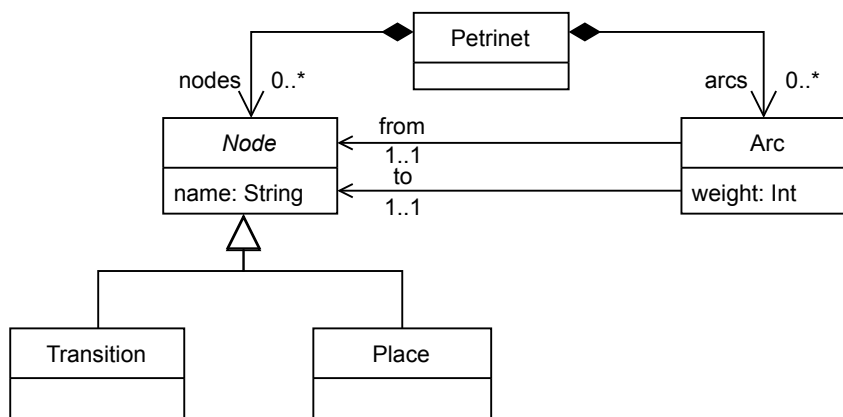 Petrinet
nodes 0..*
arcs 0..*
Node
from
1..1
Arc
name: String
to
1..1
weight: Int
Transition
Place